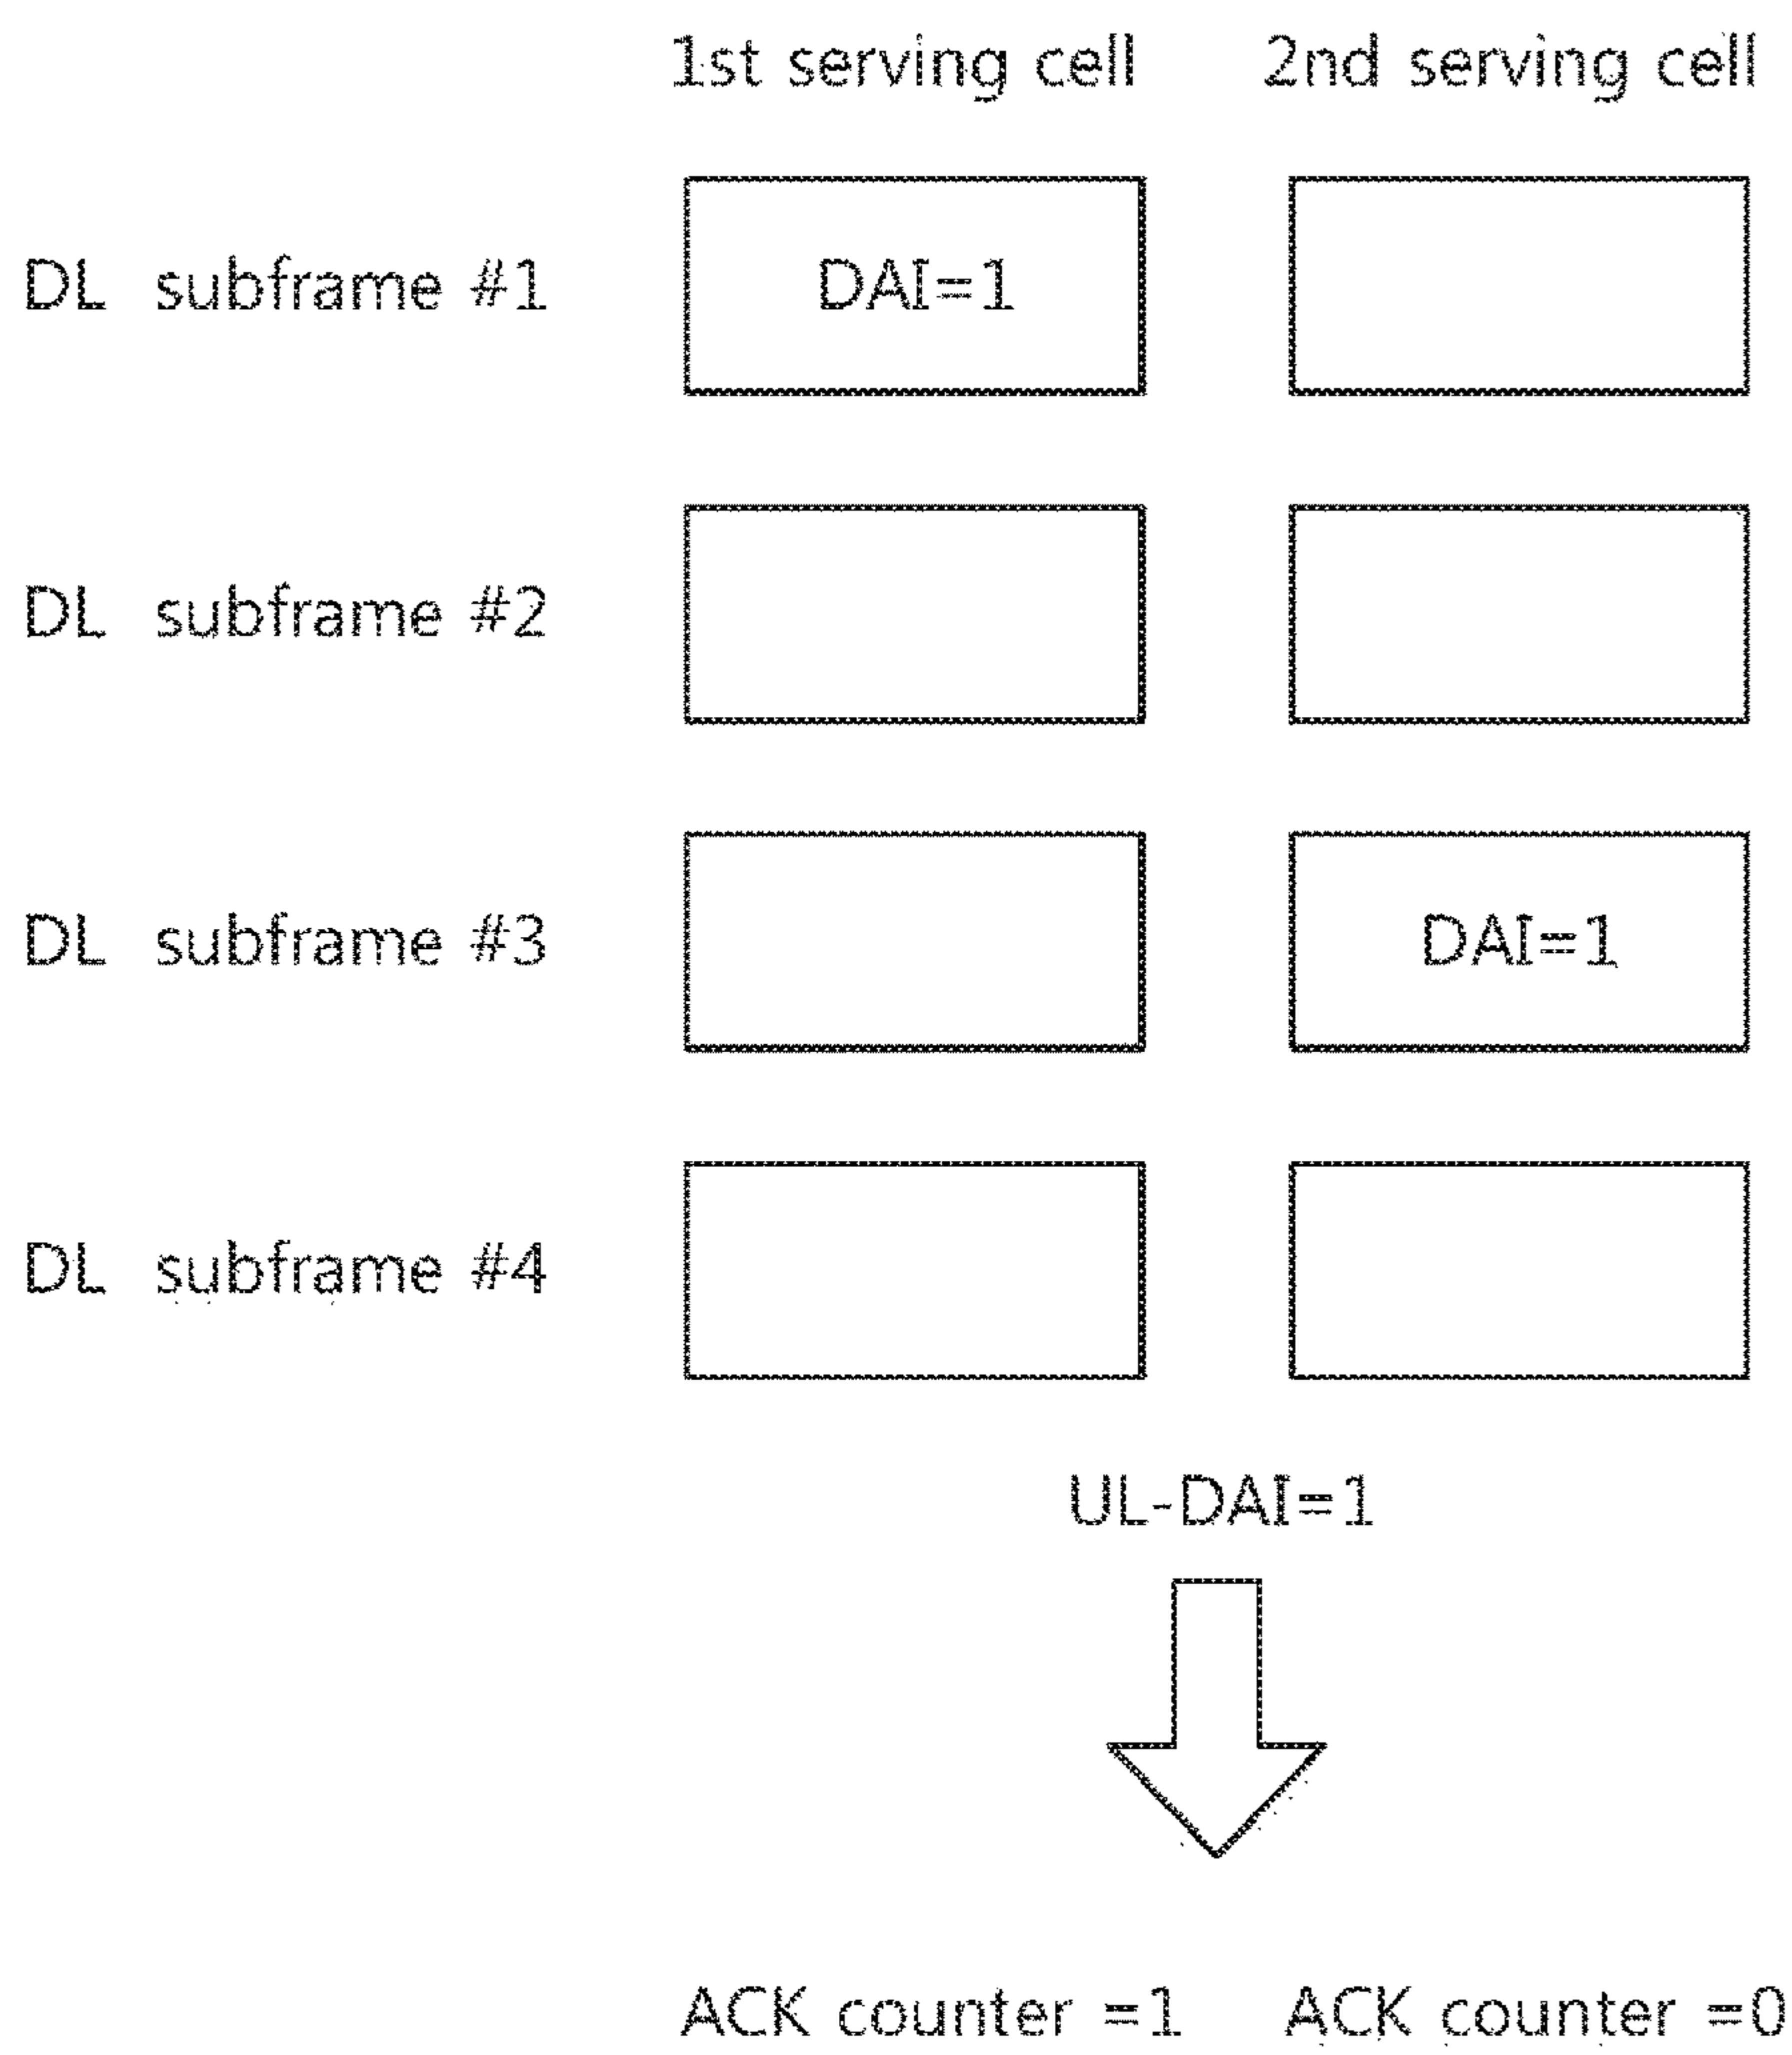 1st serving cell 2nd serving cell
DL subframe #1 DAI=1
DL subframe #2
DL subframe #3 DAI=1
DL subframe #4
UL-DAI=1
ACK counter =1 ACK counter =0